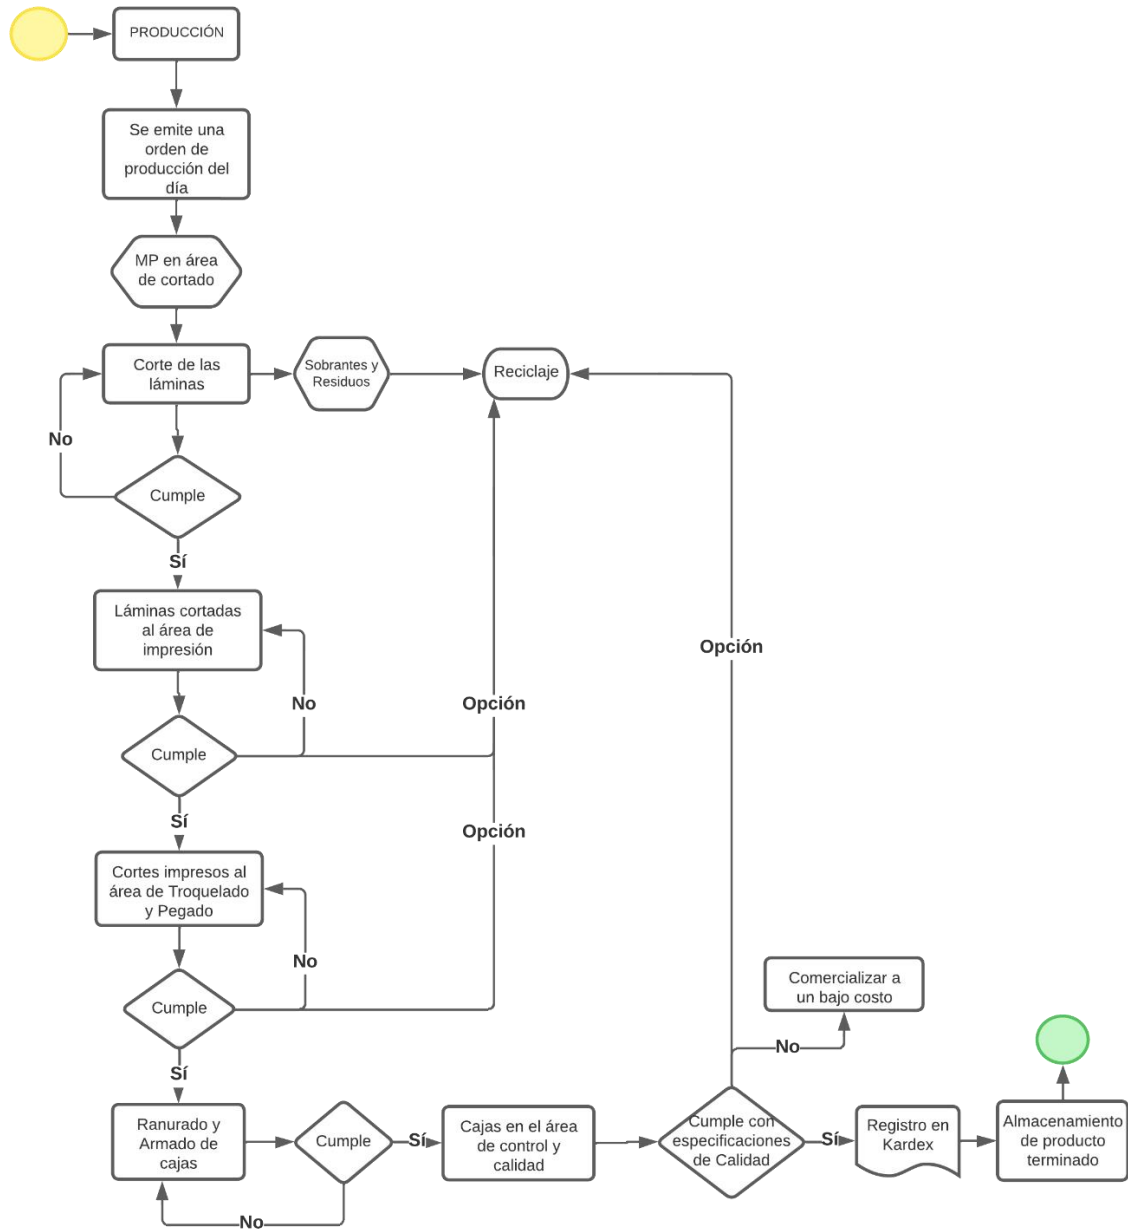 PRODUCCIÓN
Se emite una
orden de
producción del
día
MP en área
de cortado
Corte de las
láminas
Sobrantes y
Residuos
Reciclaje
No
Cumple
Sí
Láminas cortadas
al área de
impresión
No
Opción
Opción
Cumple
Sí
Opción
Cortes impresos al
área de Troquelado
y Pegado
No
Cumple
Comercializar a
un bajo costo
No
Sí
Ranurado y
Armado de
cajas
Cumple
Sí
Cajas en el área
de control y
calidad
Cumple con
especificaciones
de Calidad
Sí
Registro en
Kardex
Almacenamiento
de producto
terminado
No